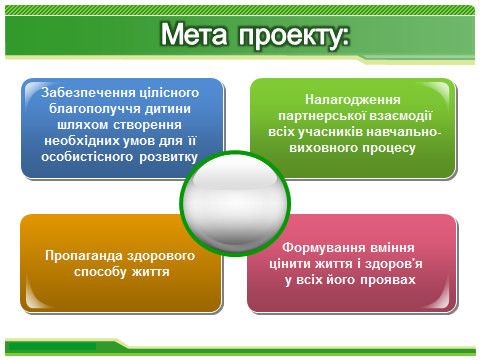 Мета проекту:
Забезпечення цілісного
благополуччя дитини
шляхом створення
необхідних умов для її
особистісного розвитку
Налагодження
партнерської взаємодії
всіх учасників навчально-
виховного процесу
Пропаганда здорового
способу життя
Формування вміння
цінити життя і здоров'я
у всіх його проявах